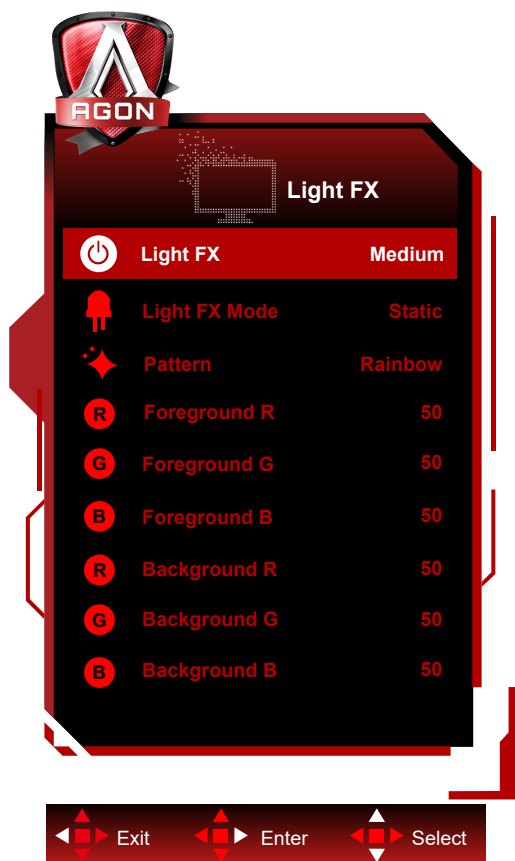 AGON
Light FX
Light FX Medium
Light FX Mode Static
Pattern Rainbow
R Foreground R 50
G Foreground G 50
B Foreground B 50
R Background R 50
G Background G 50
B Background B 50
Exit Enter Select